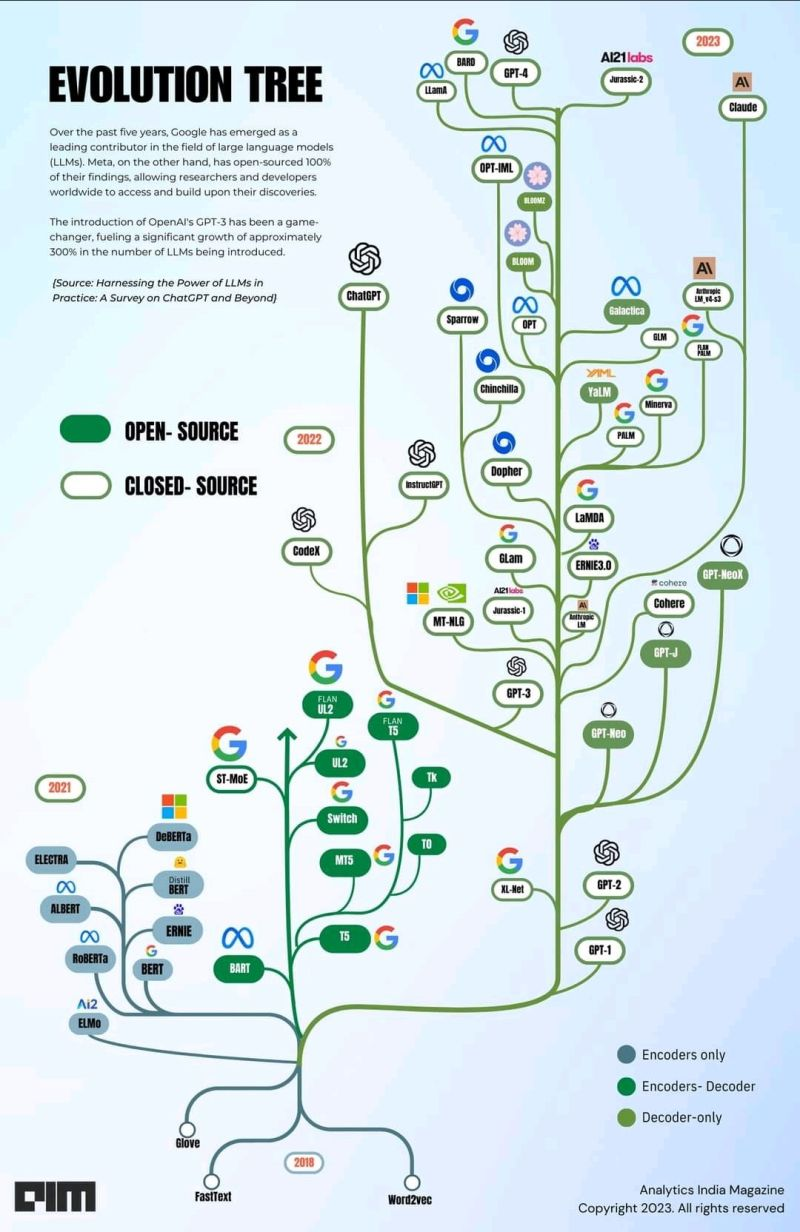 2023
BARD
GPT-4
AI21labs
Jurassic-2
LLamA
Claude
EVOLUTION TREE
Over the past five years, Google has emerged as a
leading contributor in the field of large language models
(LLMs). Meta, on the other hand, has open-sourced 100%
of their findings, allowing researchers and developers
worldwide to access and build upon their discoveries.
The introduction of OpenAI's GPT-3 has been a game-
changer, fueling a significant growth of approximately
300% in the number of LLMs being introduced.
{Source: Harnessing the Power of LLMs in
Practice: A Survey on ChatGPT and Beyond}
OPT-IML
BLOOMZ
BLOOM
ChatGPT
Sparrow
OPT
Galactica
Anthropic
LM_v4-s3
GLM
FLAN
PALM
Chinchilla
YAML
YaLM
Minerva
PALM
OPEN- SOURCE
2022
CLOSED- SOURCE
InstructGPT
Dopher
LaMDA
CodeX
GLam
ERNIE3.0
GPT-NeoX
AI21labs
Jurassic-1
cohere
Cohere
MT-NLG
Anthropic
LM
GPT-J
GPT-3
FLAN
UL2
FLAN
T5
GPT-Neo
UL2
ST-MoE
Tk
2021
Switch
DeBERTa
T0
ELECTRA
MT5
Distill
BERT
XL-Net
GPT-2
ALBERT
ERNIE
T5
GPT-1
RoBERTa
BERT
BART
Ai2
ELMo
Encoders only
Encoders- Decoder
Decoder-only
Glove
2018
FastText
Word2vec
AIM
Analytics India Magazine
Copyright 2023. All rights reserved